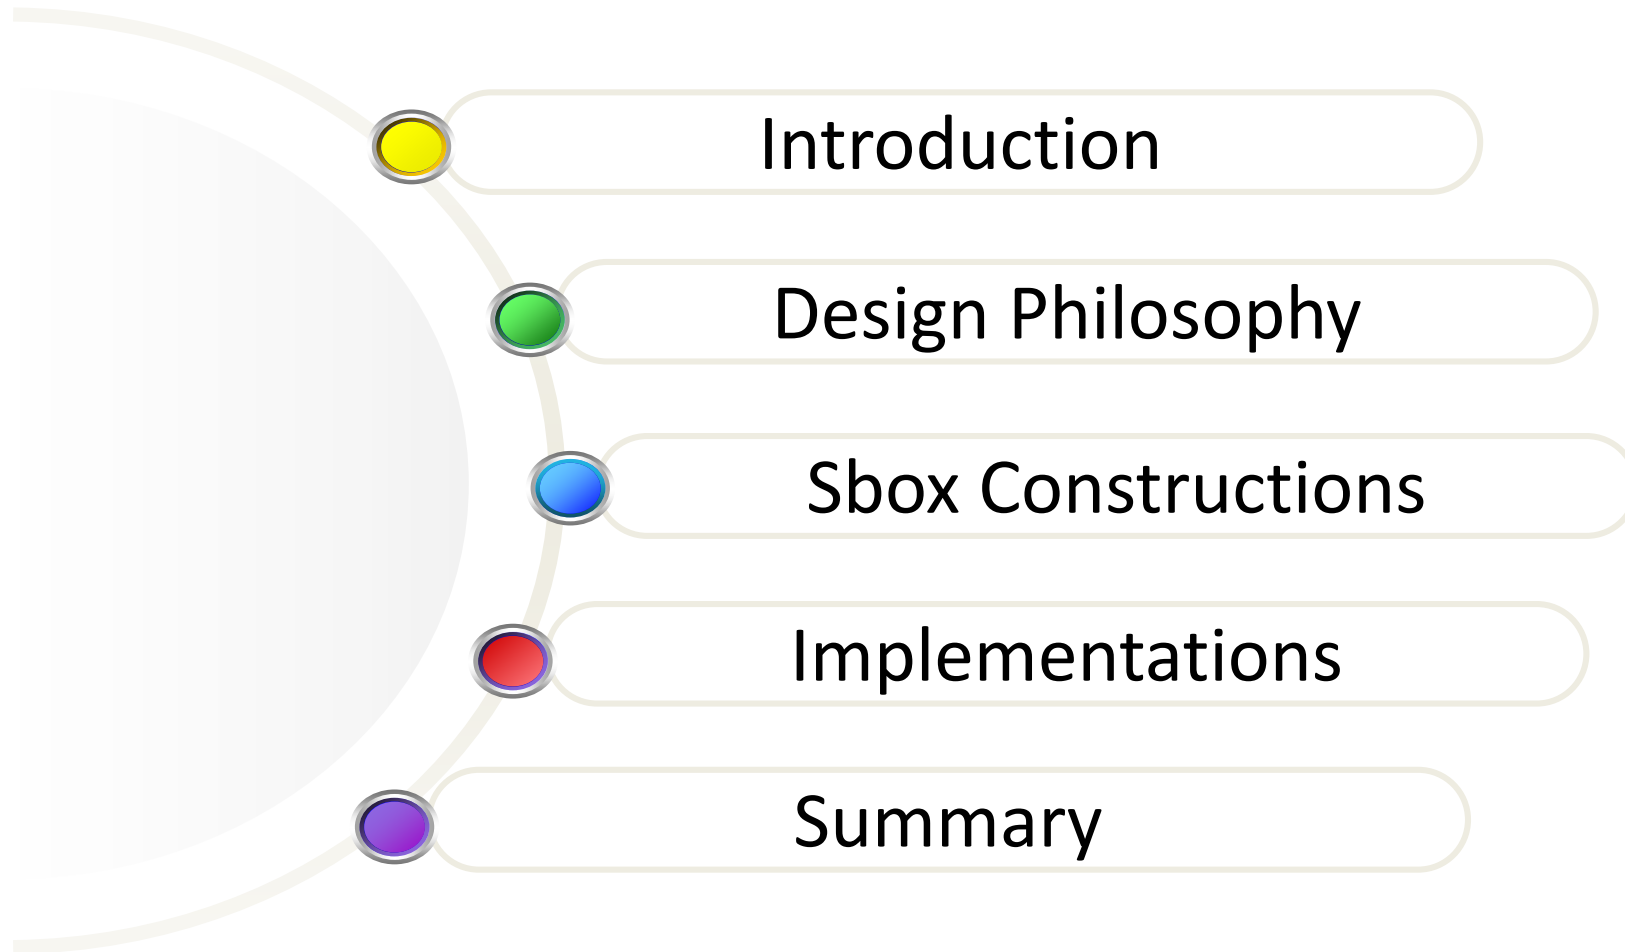 Introduction
Design Philosophy
Sbox Constructions
Implementations
Summary